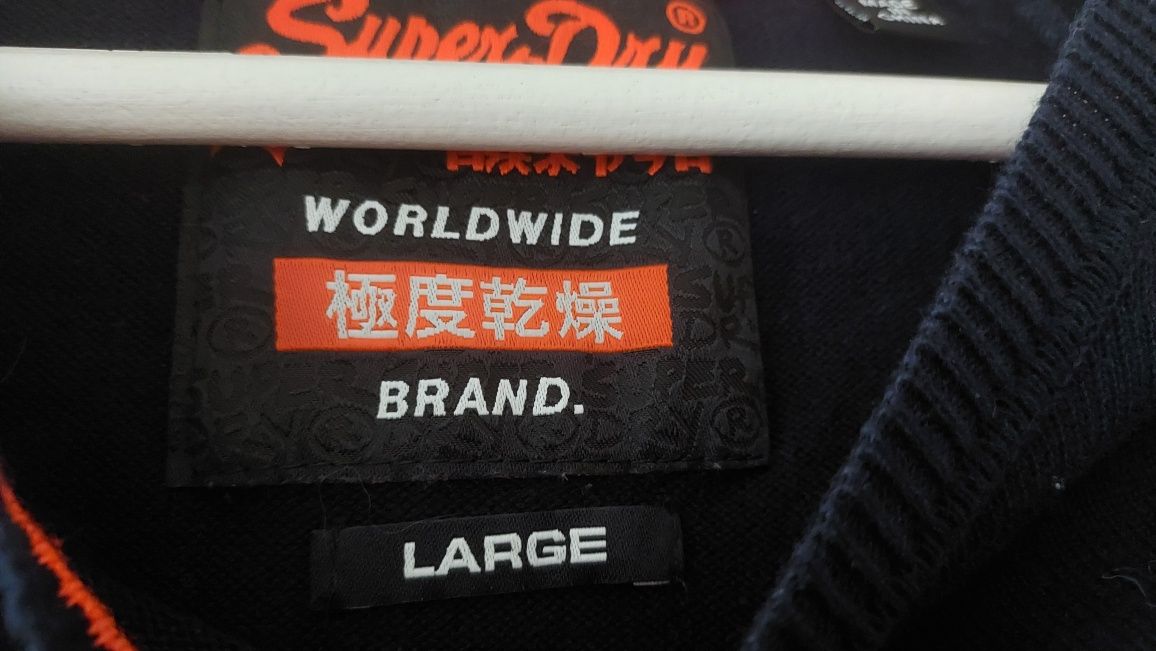 SuperDry®
WORLDWIDE
極度乾燥
BRAND.
LARGE